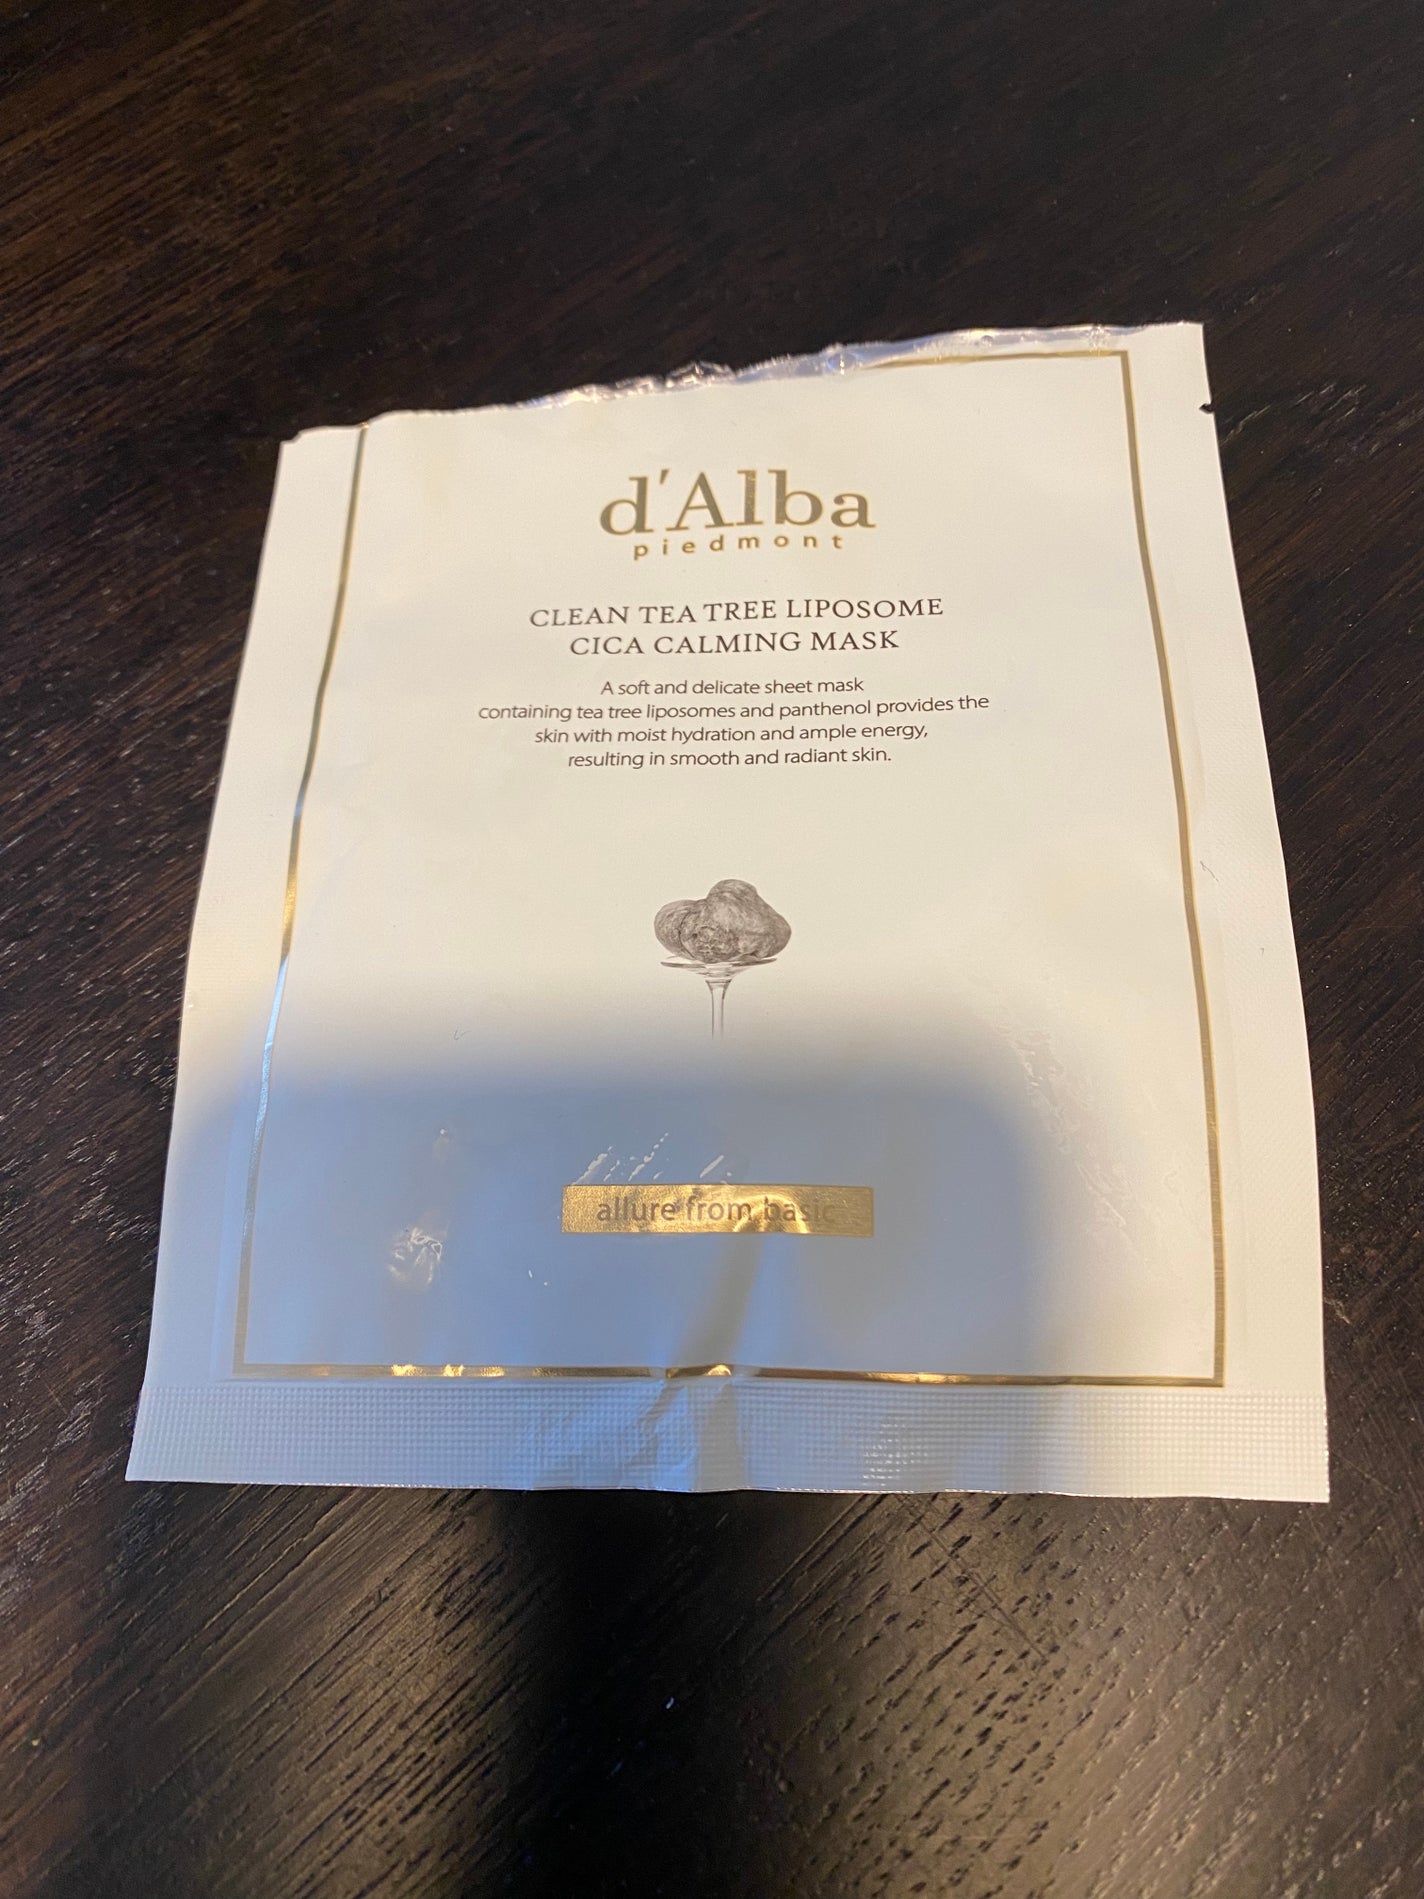 d'Alba
piedmont
CLEAN TEA TREE LIPOSOME
CICA CALMING MASK
A soft and delicate sheet mask
containing tea tree liposomes and panthenol provides the
skin with moist hydration and ample energy,
resulting in smooth and radiant skin.
allure from basic